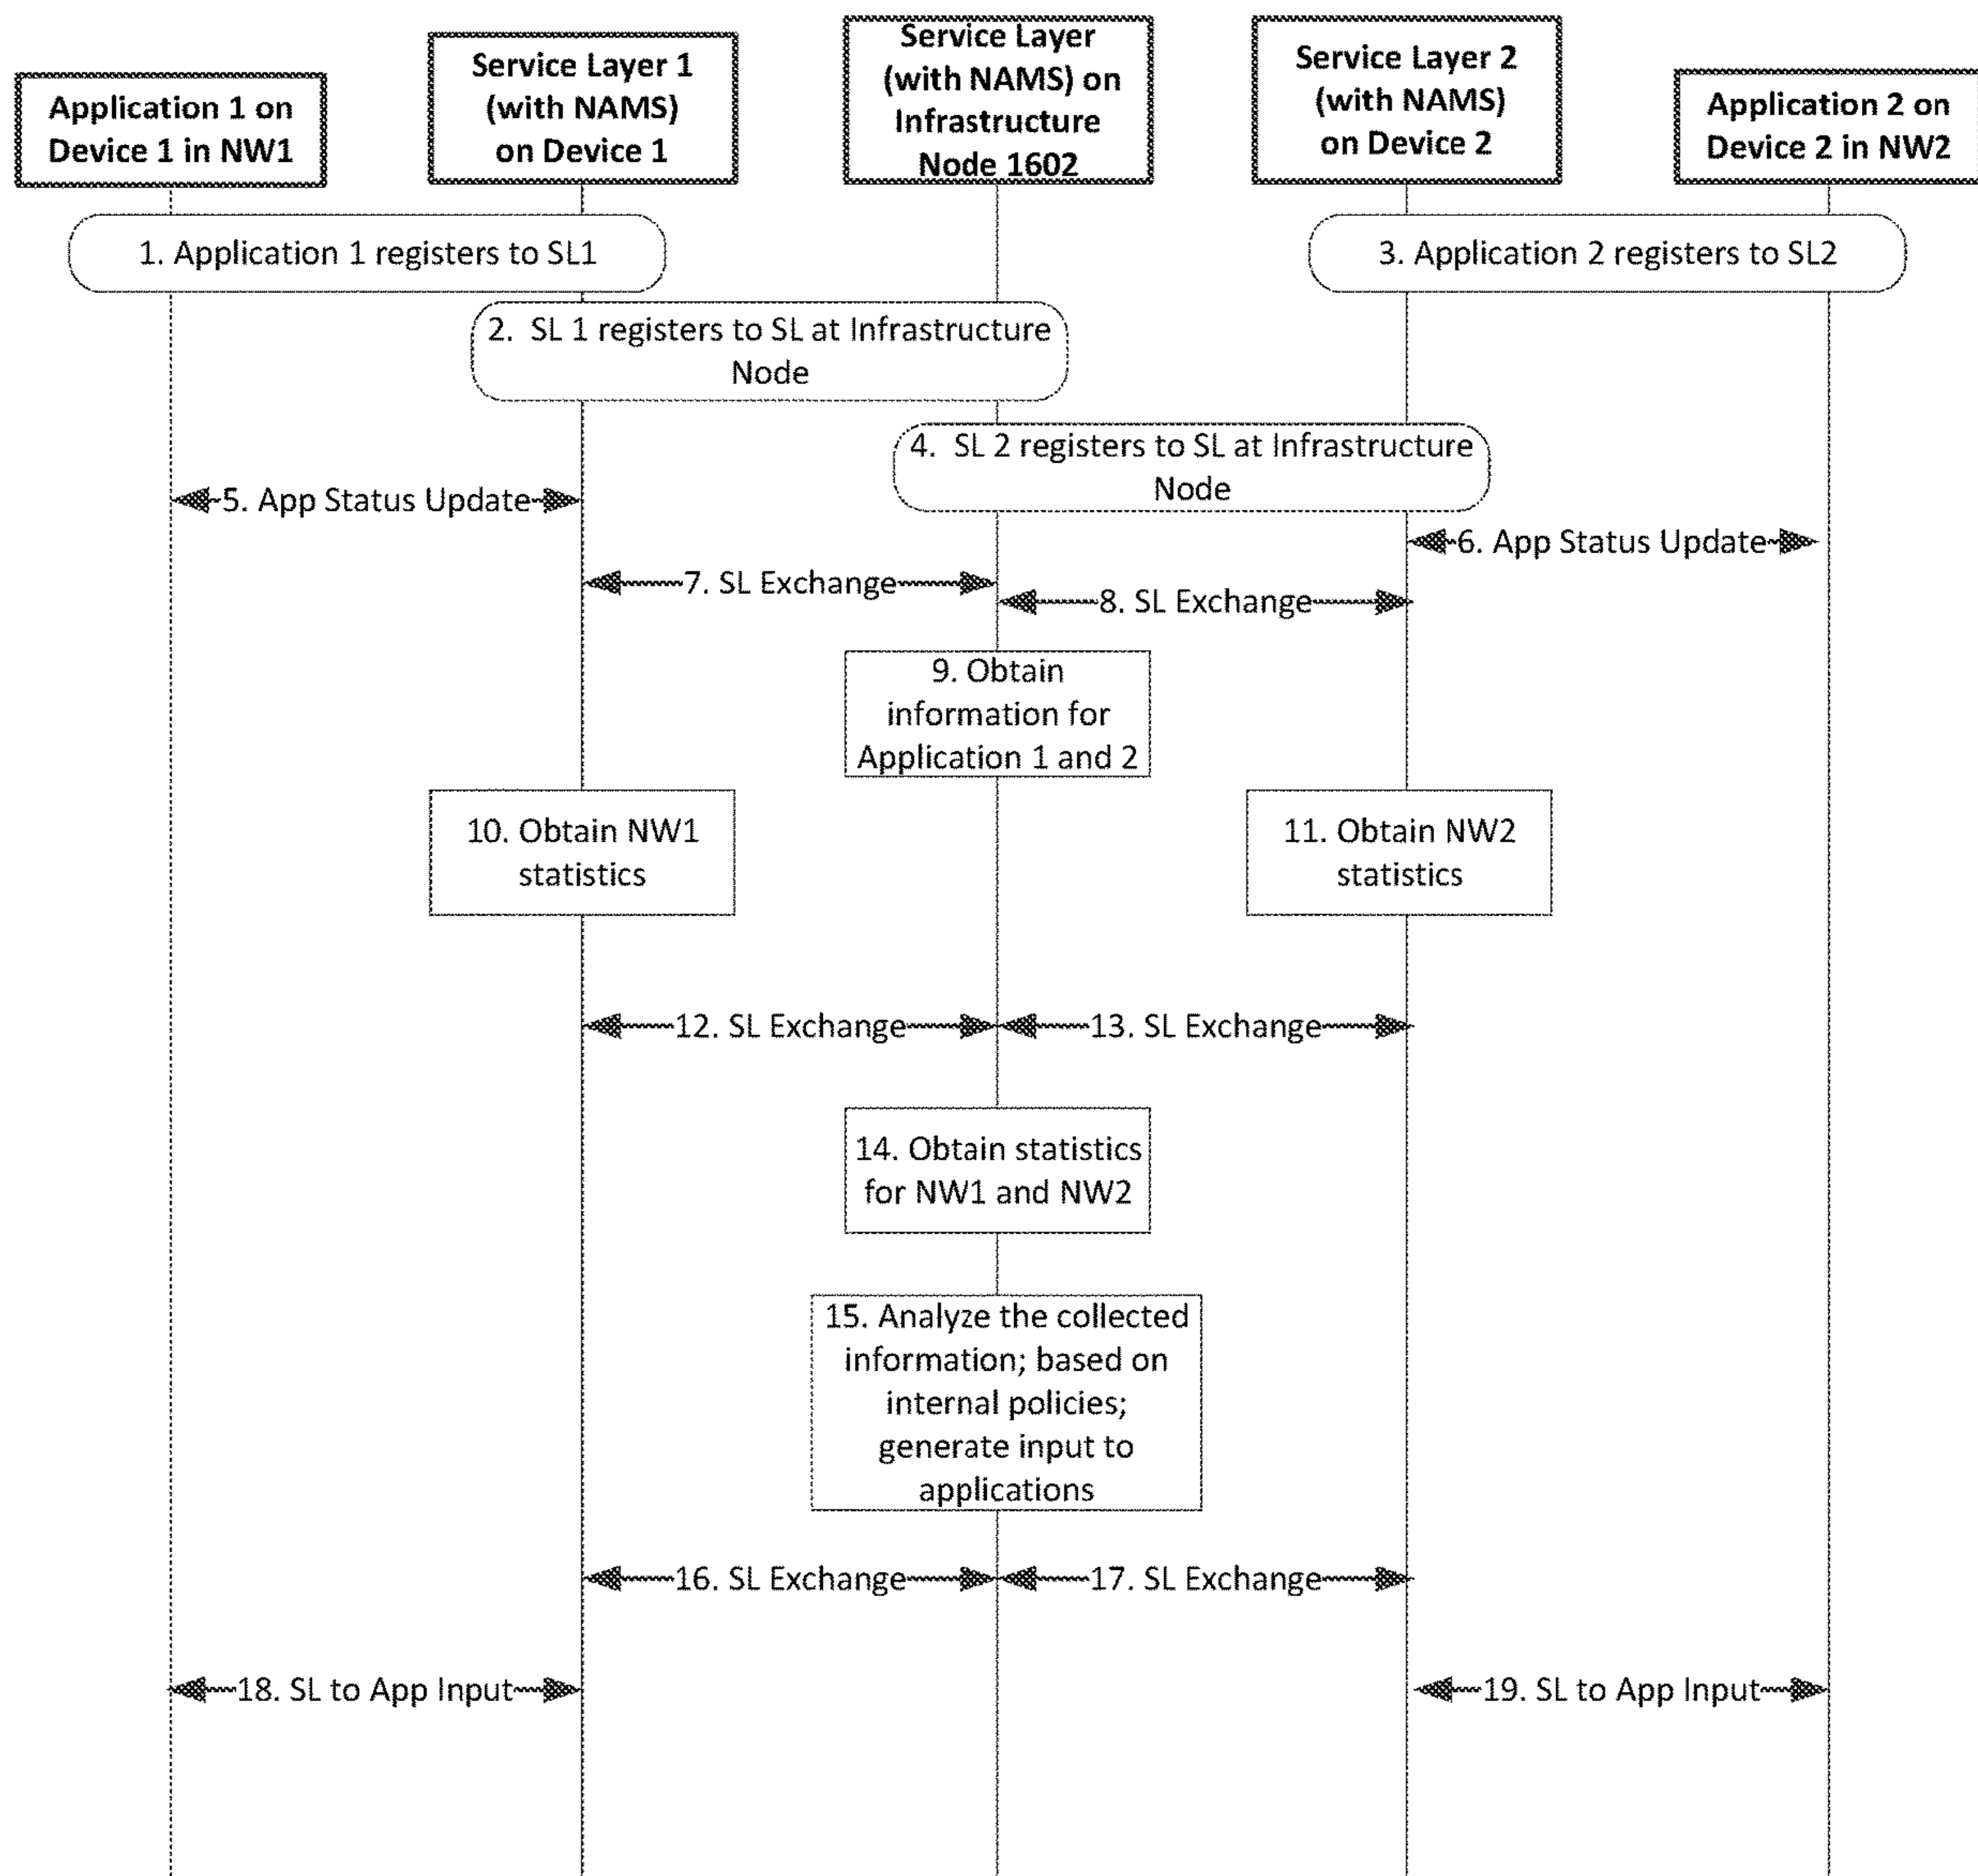 Application 1 on
Device 1 in NW1
Service Layer 1
(with NAMS)
on Device 1
Service Layer
(with NAMS) on
Infrastructure
Node 1602
Service Layer 2
(with NAMS)
on Device 2
Application 2 on
Device 2 in NW2
1. Application 1 registers to SL1
3. Application 2 registers to SL2
2. SL 1 registers to SL at Infrastructure
Node
4. SL 2 registers to SL at Infrastructure
Node
5. App Status Update
6. App Status Update
7. SL Exchange
8. SL Exchange
9. Obtain
information for
Application 1 and 2
10. Obtain NW1
statistics
11. Obtain NW2
statistics
12. SL Exchange
13. SL Exchange
14. Obtain statistics
for NW1 and NW2
15. Analyze the collected
information; based on
internal policies;
generate input to
applications
16. SL Exchange
17. SL Exchange
18. SL to App Input
19. SL to App Input